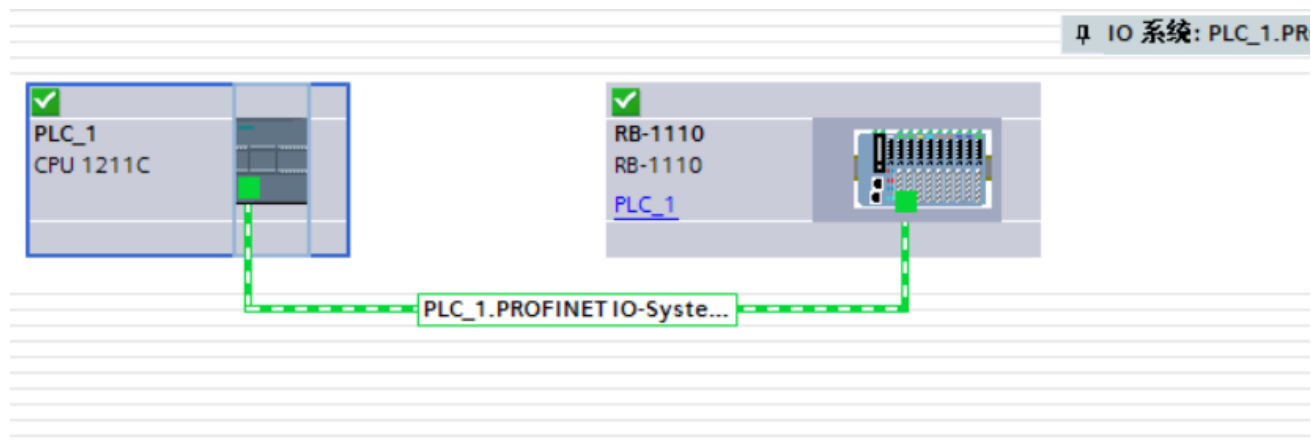 IO 系统: PLC_1.PR
PLC_1
CPU 1211C
RB-1110
RB-1110
PLC_1
PLC_1.PROFINET IO-Syste...